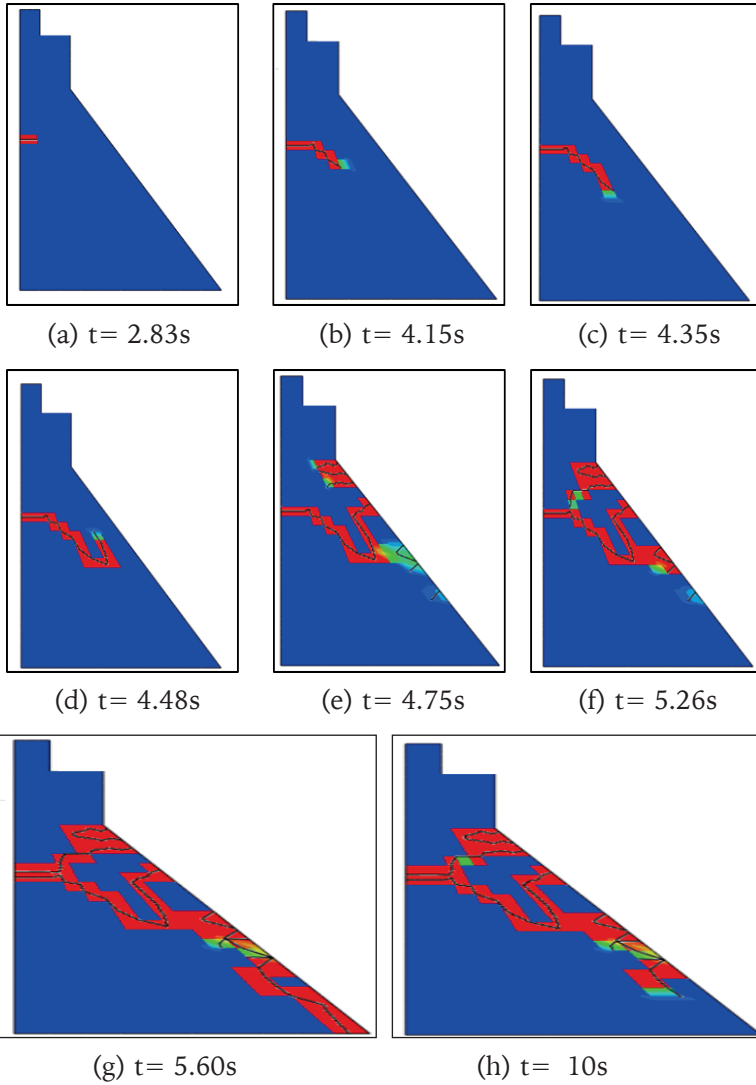 (a) t= 2.83s
(b) t= 4.15s
(c) t= 4.35s
(d) t= 4.48s
(e) t= 4.75s
(f) t= 5.26s
(g) t= 5.60s
(h) t= 10s